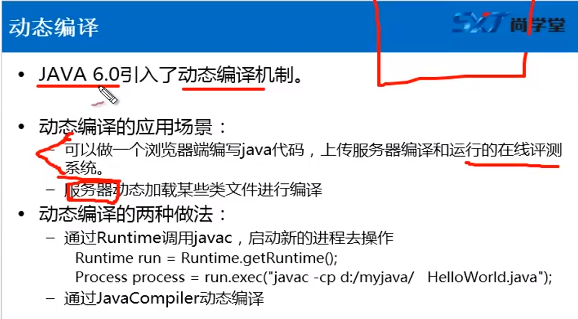 动态编译
SXT 尚学堂
• JAVA 6.0引入了动态编译机制。
• 动态编译的应用场景：
– 可以做一个浏览器端编写java代码，上传服务器编译和运行的在线评测
系统。
– 服务器动态加载某些类文件进行编译
• 动态编译的两种做法：
– 通过Runtime调用javac，启动新的进程去操作
Runtime run = Runtime.getRuntime();
Process process = run.exec("javac -cp d:/myjava/ HelloWorld.java");
– 通过JavaCompiler动态编译